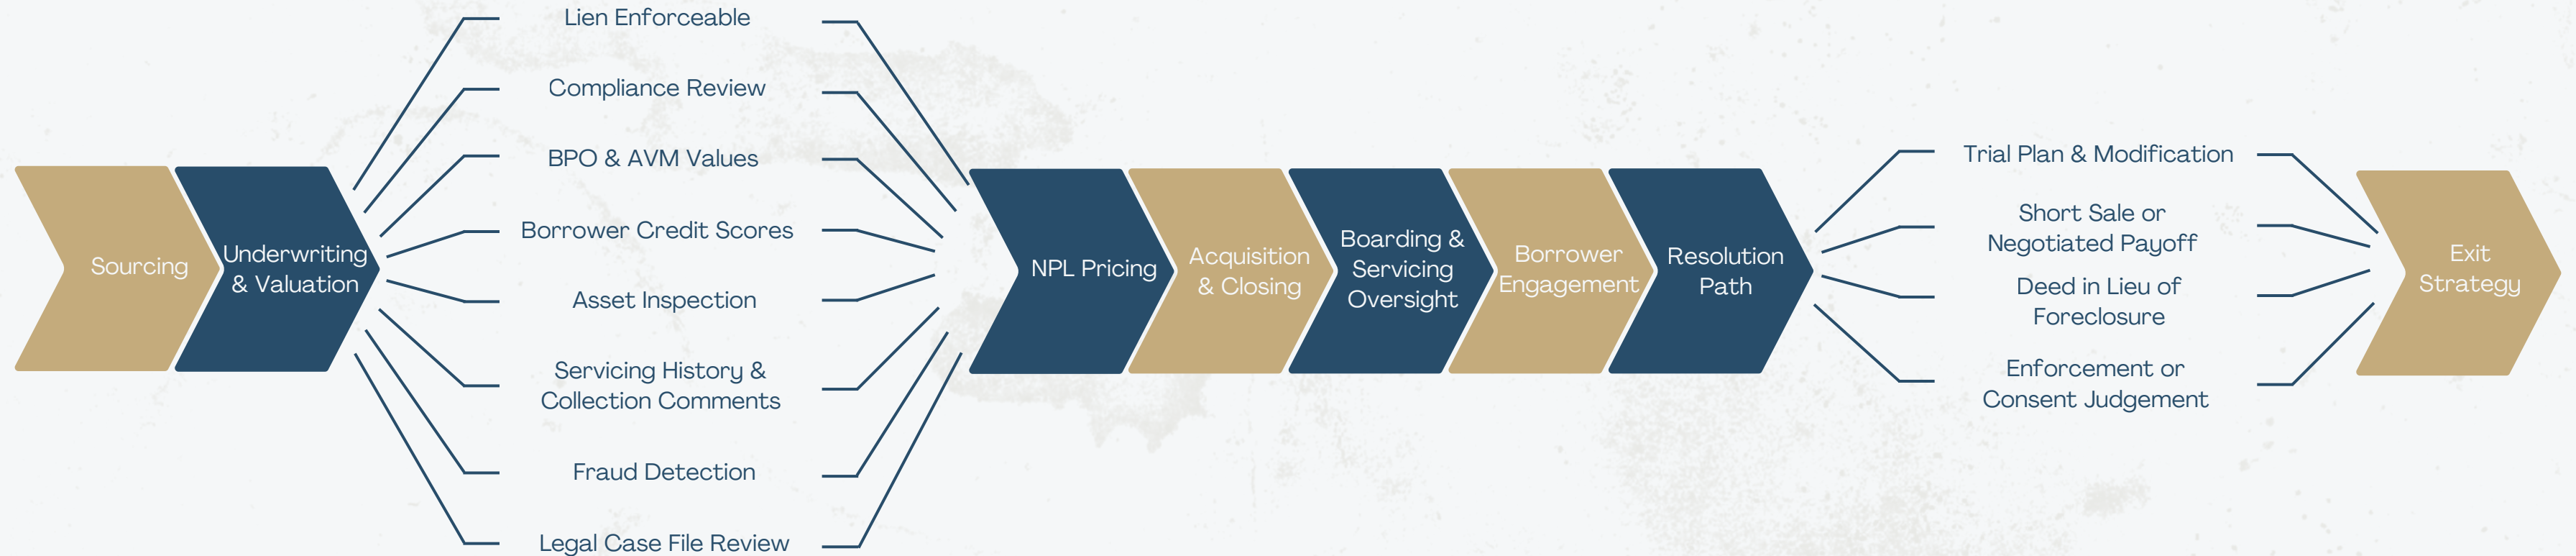 Sourcing
Underwriting
& Valuation
Lien Enforceable
Compliance Review
BPO & AVM Values
Borrower Credit Scores
Asset Inspection
Servicing History &
Collection Comments
Fraud Detection
Legal Case File Review
NPL Pricing
Acquisition
& Closing
Boarding &
Servicing
Oversight
Borrower
Engagement
Resolution
Path
Trial Plan & Modification
Short Sale or
Negotiated Payoff
Deed in Lieu of
Foreclosure
Enforcement or
Consent Judgement
Exit
Strategy